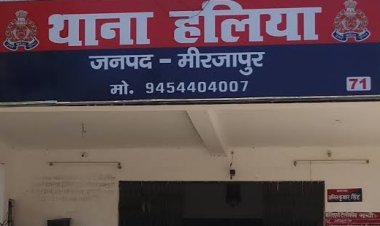 थाना हलिया
जनपद - मीरजापुर
मो. 9454404007
71